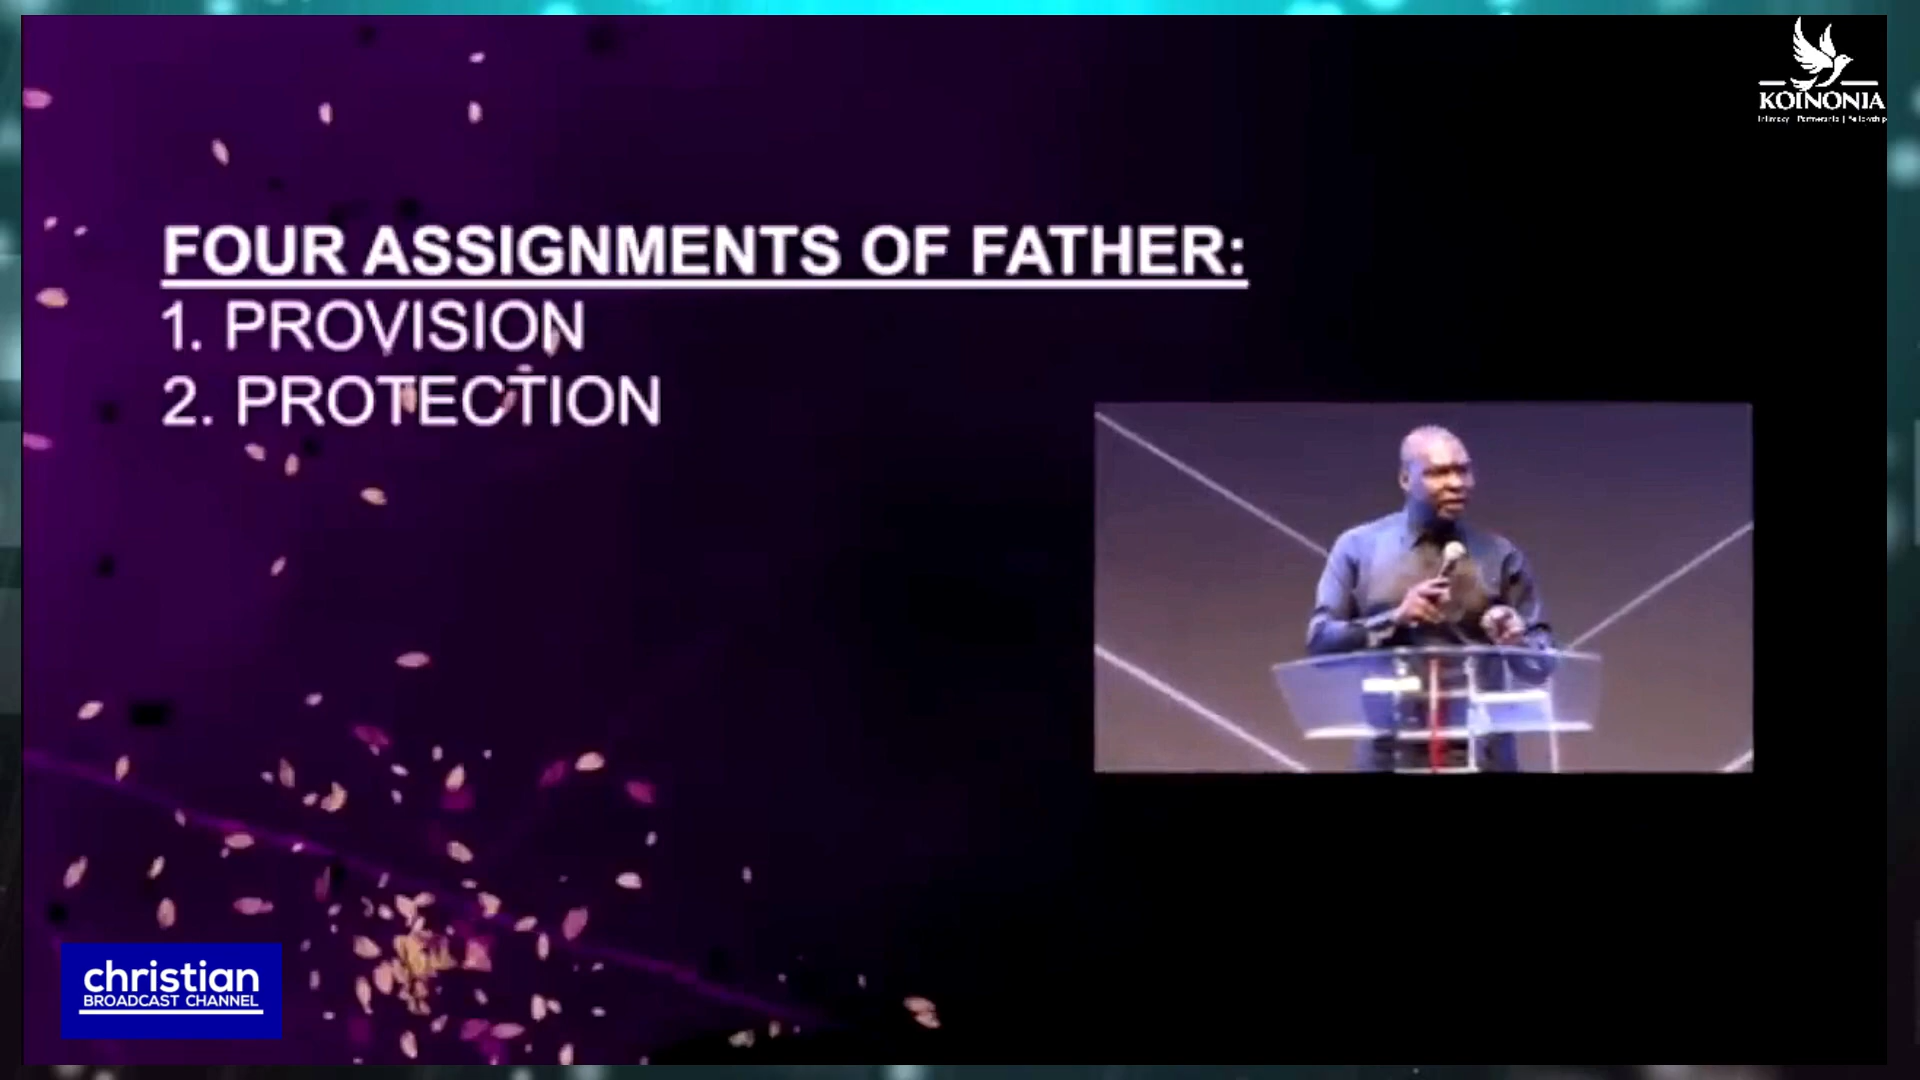 KOINONIA
FOUR ASSIGNMENTS OF FATHER:
1. PROVISION
2. PROTECTION
christian
BROADCAST CHANNEL